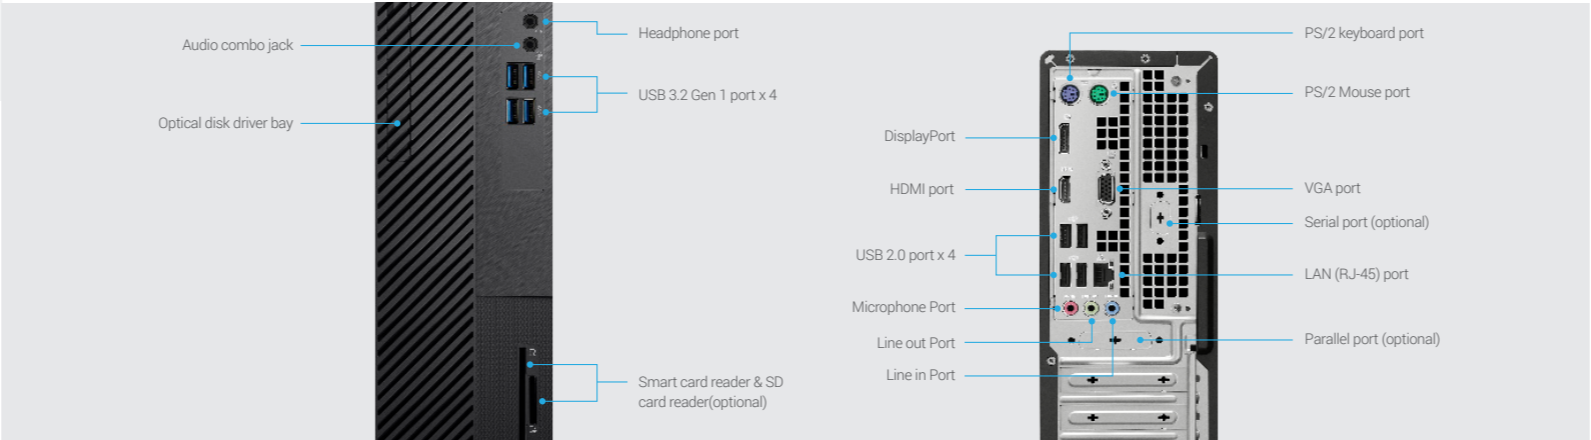 Audio combo jack
Optical disk driver bay
Headphone port
USB 3.2 Gen 1 port x 4
Smart card reader & SD
card reader(optional)
DisplayPort
HDMI port
USB 2.0 port x 4
Microphone Port
Line out Port
Line in Port
PS/2 keyboard port
PS/2 Mouse port
VGA port
Serial port (optional)
LAN (RJ-45) port
Parallel port (optional)